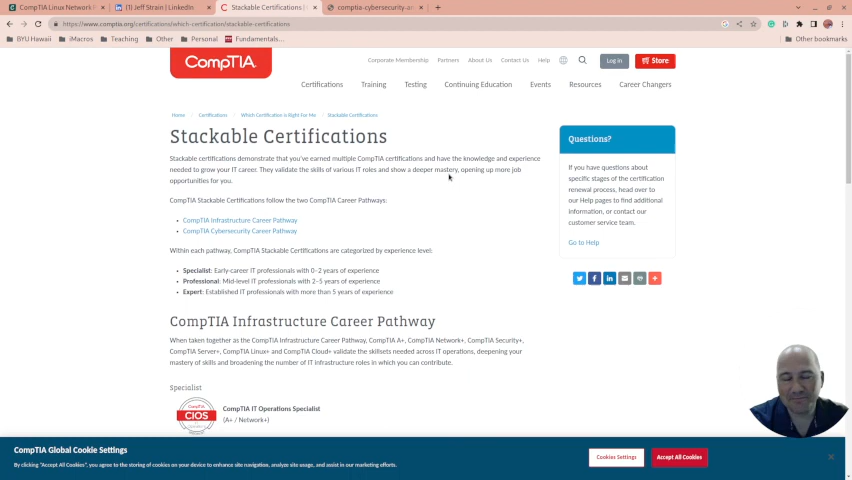 CompTIA Linux Network
(1) Jeff Strain | LinkedIn
Stackable Certifications |
comptia-cybersecurity-
https://www.comptia.org/certifications/which-certification/stackable-certifications
BYU Hawaii
iMacros
Teaching
Other
Personal
Fundamentals...
Other bookmarks
CompTIA.
Corporate Membership
Partners
About Us
Contact Us
Help
Log in
Store
Certifications
Training
Testing
Continuing Education
Events
Resources
Career Changers
Home / Certifications / Which Certification Is Right For Me / Stackable Certifications
Stackable Certifications
Stackable certifications demonstrate that you've earned multiple CompTIA certifications and have the knowledge and experience
needed to grow your IT career. They validate the skills of various IT roles and show a deeper mastery, opening up more job
opportunities for you.
CompTIA Stackable Certifications follow the two CompTIA Career Pathways:
• CompTIA Infrastructure Career Pathway
• CompTIA Cybersecurity Career Pathway
Within each pathway, CompTIA Stackable Certifications are categorized by experience level:
• Specialist: Early-career IT professionals with 0–2 years of experience
• Professional: Mid-level IT professionals with 2–5 years of experience
• Expert: Established IT professionals with more than 5 years of experience
Questions?
If you have questions about
specific stages of the certification
renewal process, head over to
our Help pages to find additional
information, or contact our
customer service team.
Go to Help
CompTIA Infrastructure Career Pathway
When taken together as the CompTIA Infrastructure Career Pathway, CompTIA A+, CompTIA Network+, CompTIA Security+,
CompTIA Server+, CompTIA Linux+ and CompTIA Cloud+ validate the skillsets needed across IT operations, deepening your
mastery of skills and broadening the number of IT infrastructure roles in which you can contribute.
Specialist
CompTIA
CIOS
CompTIA IT Operations Specialist
(A+ / Network+)
CompTIA Global Cookie Settings
By clicking "Accept All Cookies", you agree to the storing of cookies on your device to enhance site navigation, analyze site usage, and assist in our marketing efforts.
Cookies Settings
Accept All Cookies